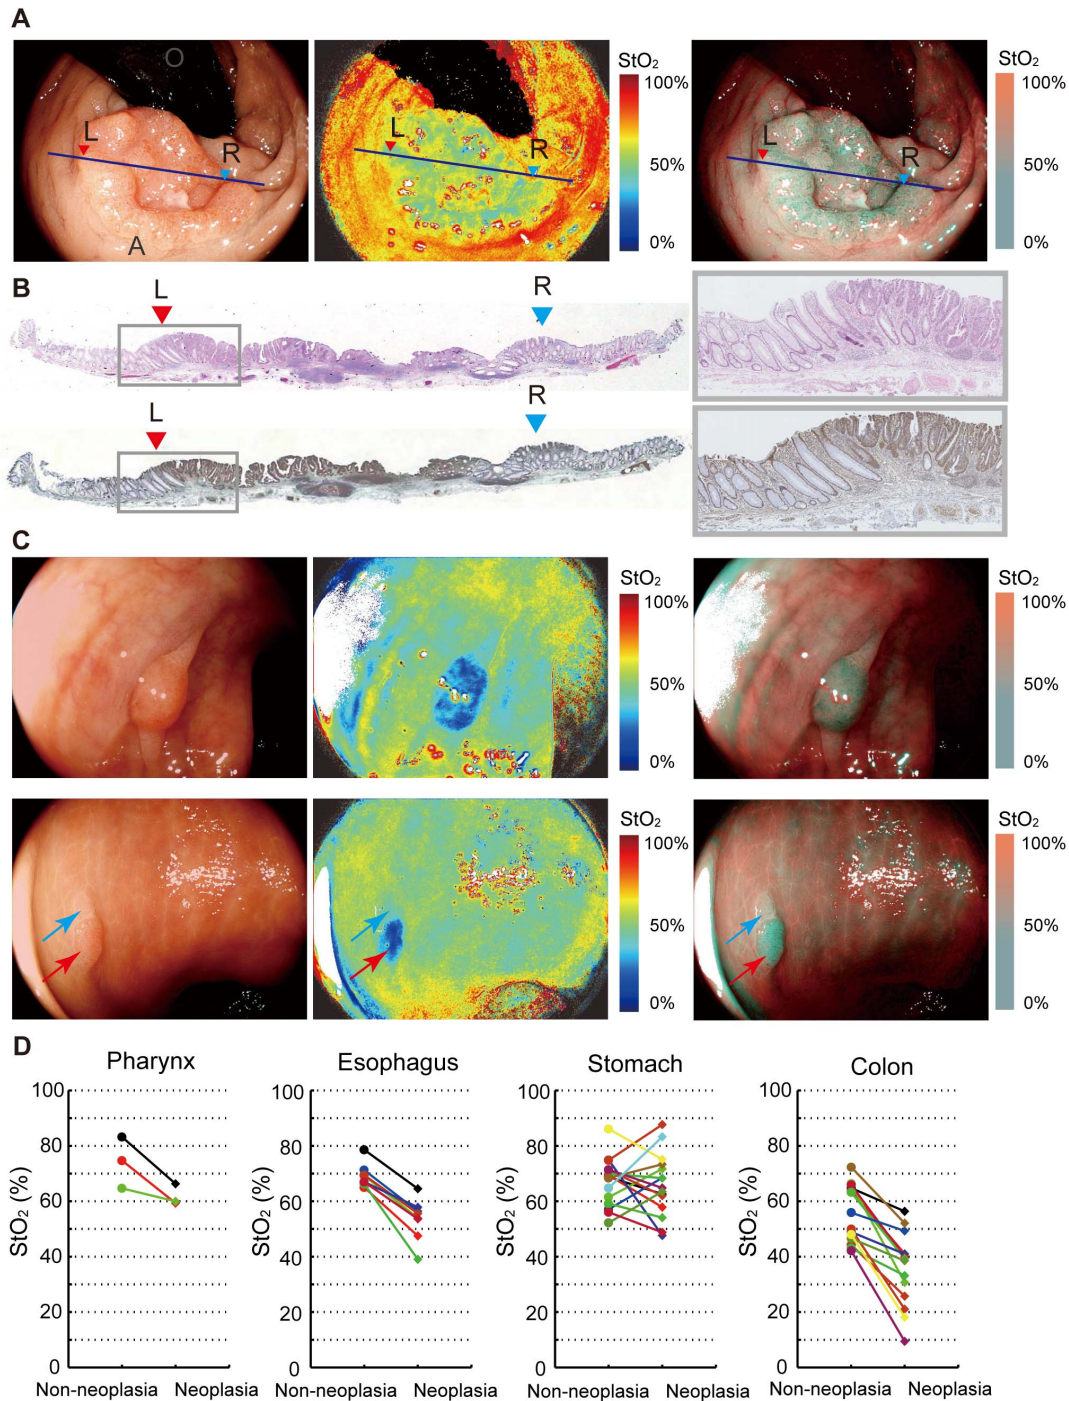 A
O
L
R
A
L
R
StO₂
100%
50%
0%
L
R
StO₂
100%
50%
0%
B
L
R
L
R
C
StO₂
100%
50%
0%
StO₂
100%
50%
0%
StO₂
100%
50%
0%
StO₂
100%
50%
0%
D
Pharynx
StO₂ (%)
100
80
60
40
20
0
Non-neoplasia Neoplasia
Esophagus
StO₂ (%)
100
80
60
40
20
0
Non-neoplasia Neoplasia
Stomach
StO₂ (%)
100
80
60
40
20
0
Non-neoplasia Neoplasia
Colon
StO₂ (%)
100
80
60
40
20
0
Non-neoplasia Neoplasia